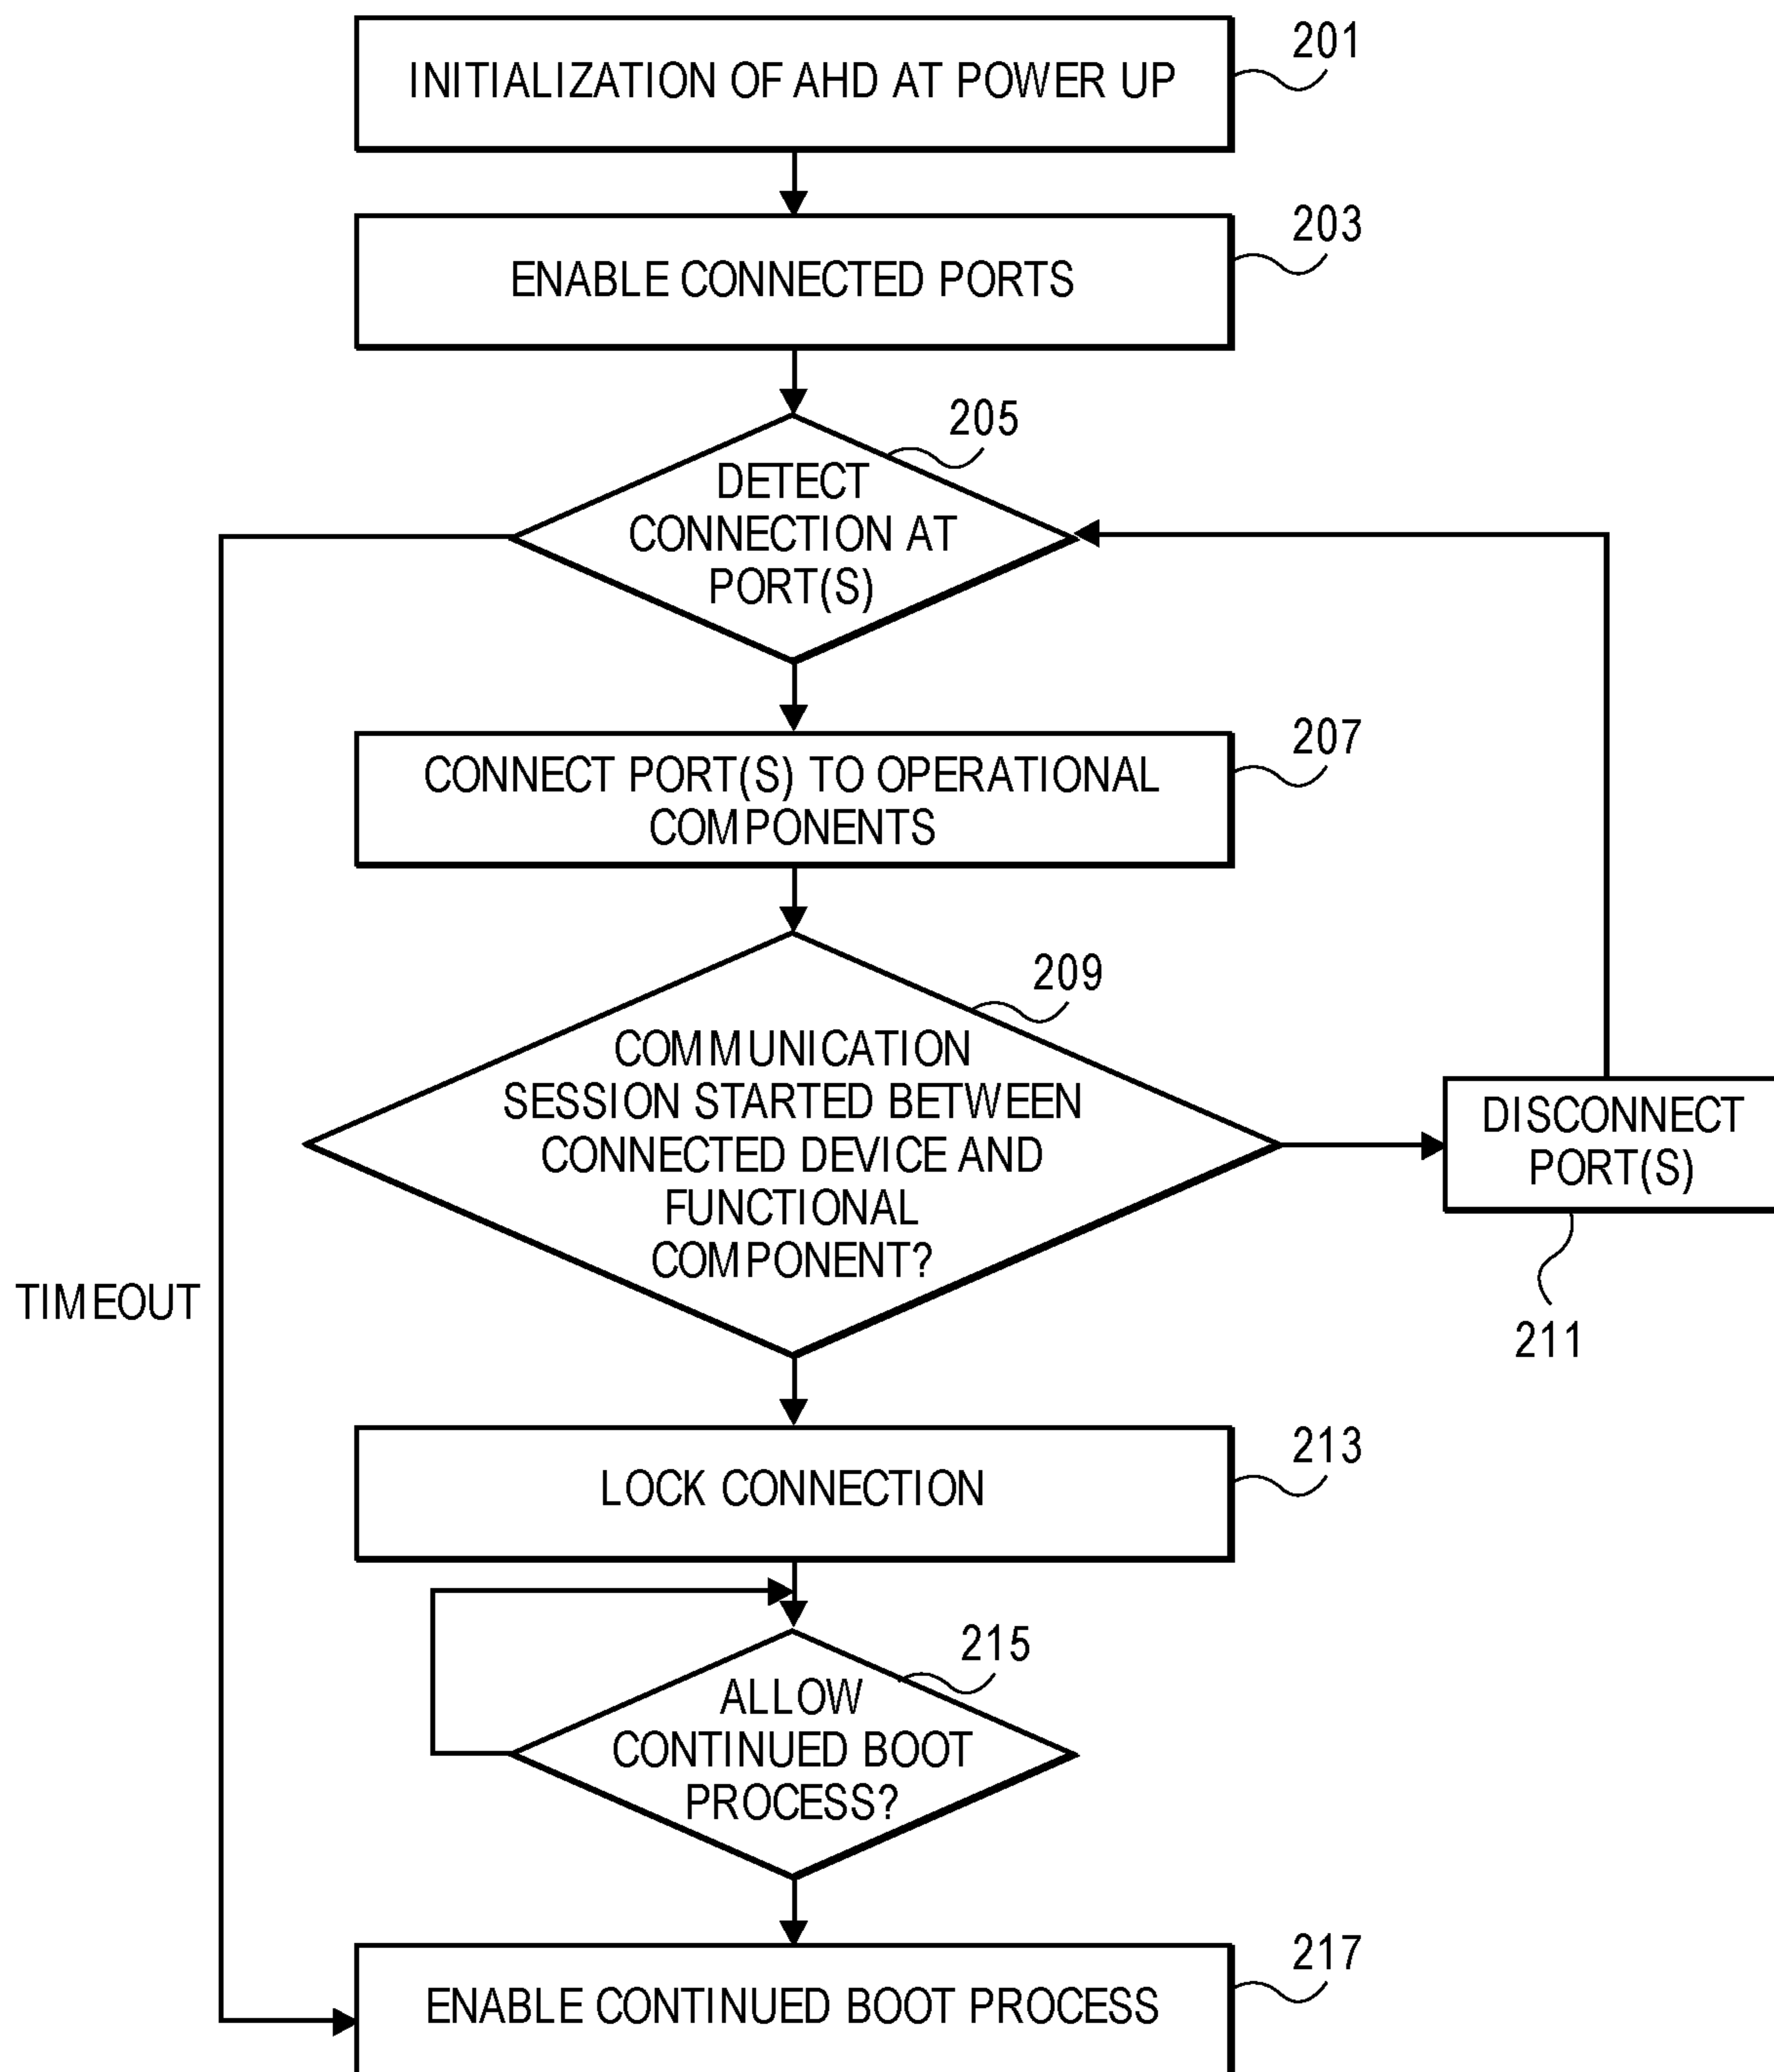 INITIALIZATION OF AHD AT POWER UP
201
ENABLE CONNECTED PORTS
203
205
DETECT
CONNECTION AT
PORT(S)
CONNECT PORT(S) TO OPERATIONAL
COMPONENTS
207
209
COMMUNICATION
SESSION STARTED BETWEEN
CONNECTED DEVICE AND
FUNCTIONAL
COMPONENT?
DISCONNECT
PORT(S)
211
TIMEOUT
LOCK CONNECTION
213
215
ALLOW
CONTINUED BOOT
PROCESS?
ENABLE CONTINUED BOOT PROCESS
217